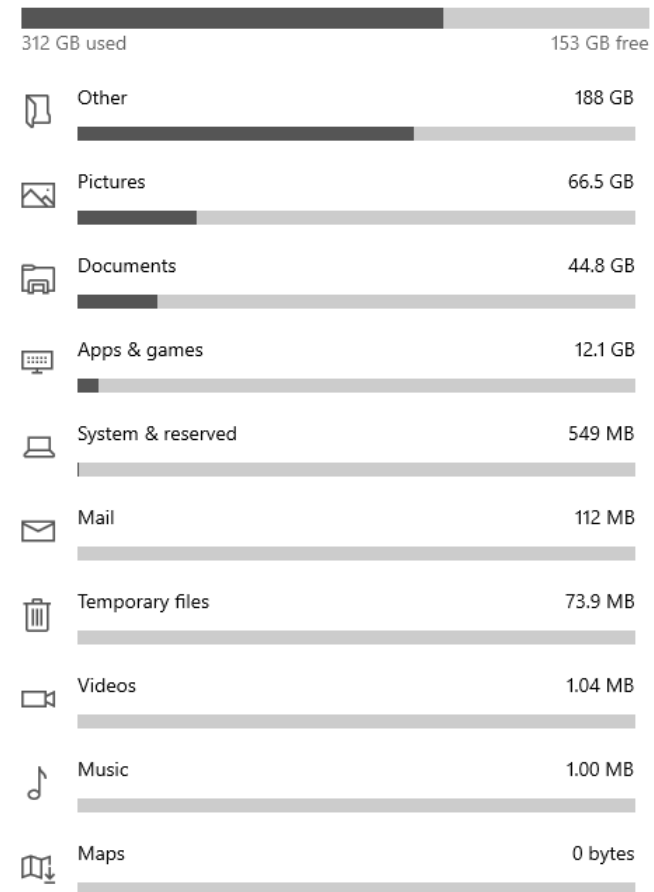 312 GB used 153 GB free
Other 188 GB
Pictures 66.5 GB
Documents 44.8 GB
Apps & games 12.1 GB
System & reserved 549 MB
Mail 112 MB
Temporary files 73.9 MB
Videos 1.04 MB
Music 1.00 MB
Maps 0 bytes